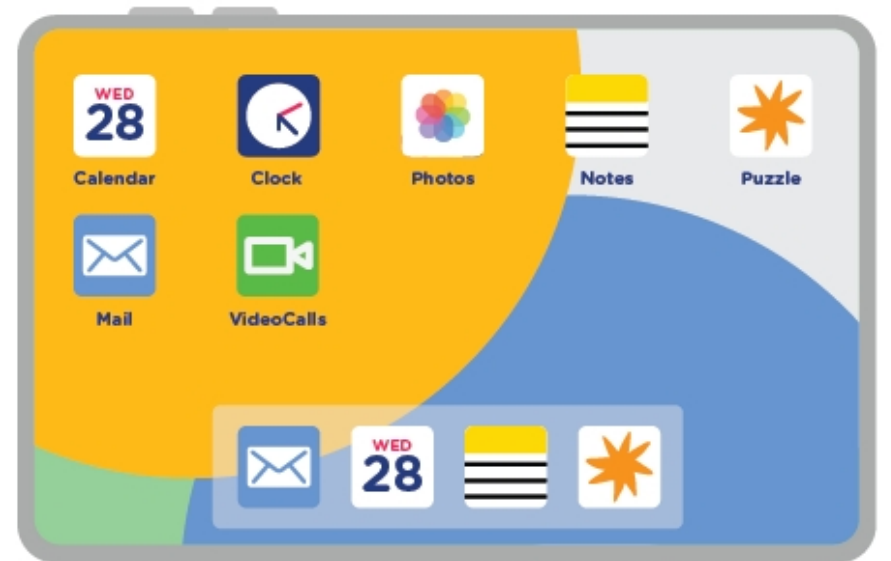 WED
28
Calendar
Clock
Photos
Notes
Puzzle
Mail
VideoCalls
WED
28